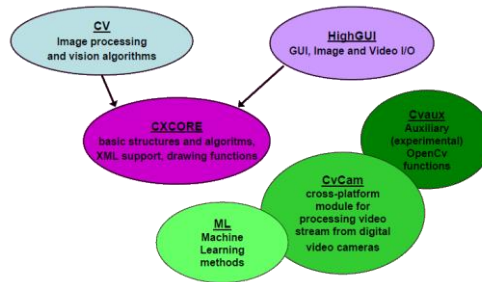 CV
Image processing
and vision algorithms
HighGUI
GUI, Image and Video I/O
CXCORE
basic structures and algoritms,
XML support, drawing functions
Cvaux
Auxiliary
(experimental)
OpenCv
functions
CvCam
cross-platform
module for
processing video
stream from digital
video cameras
ML
Machine
Learning
methods